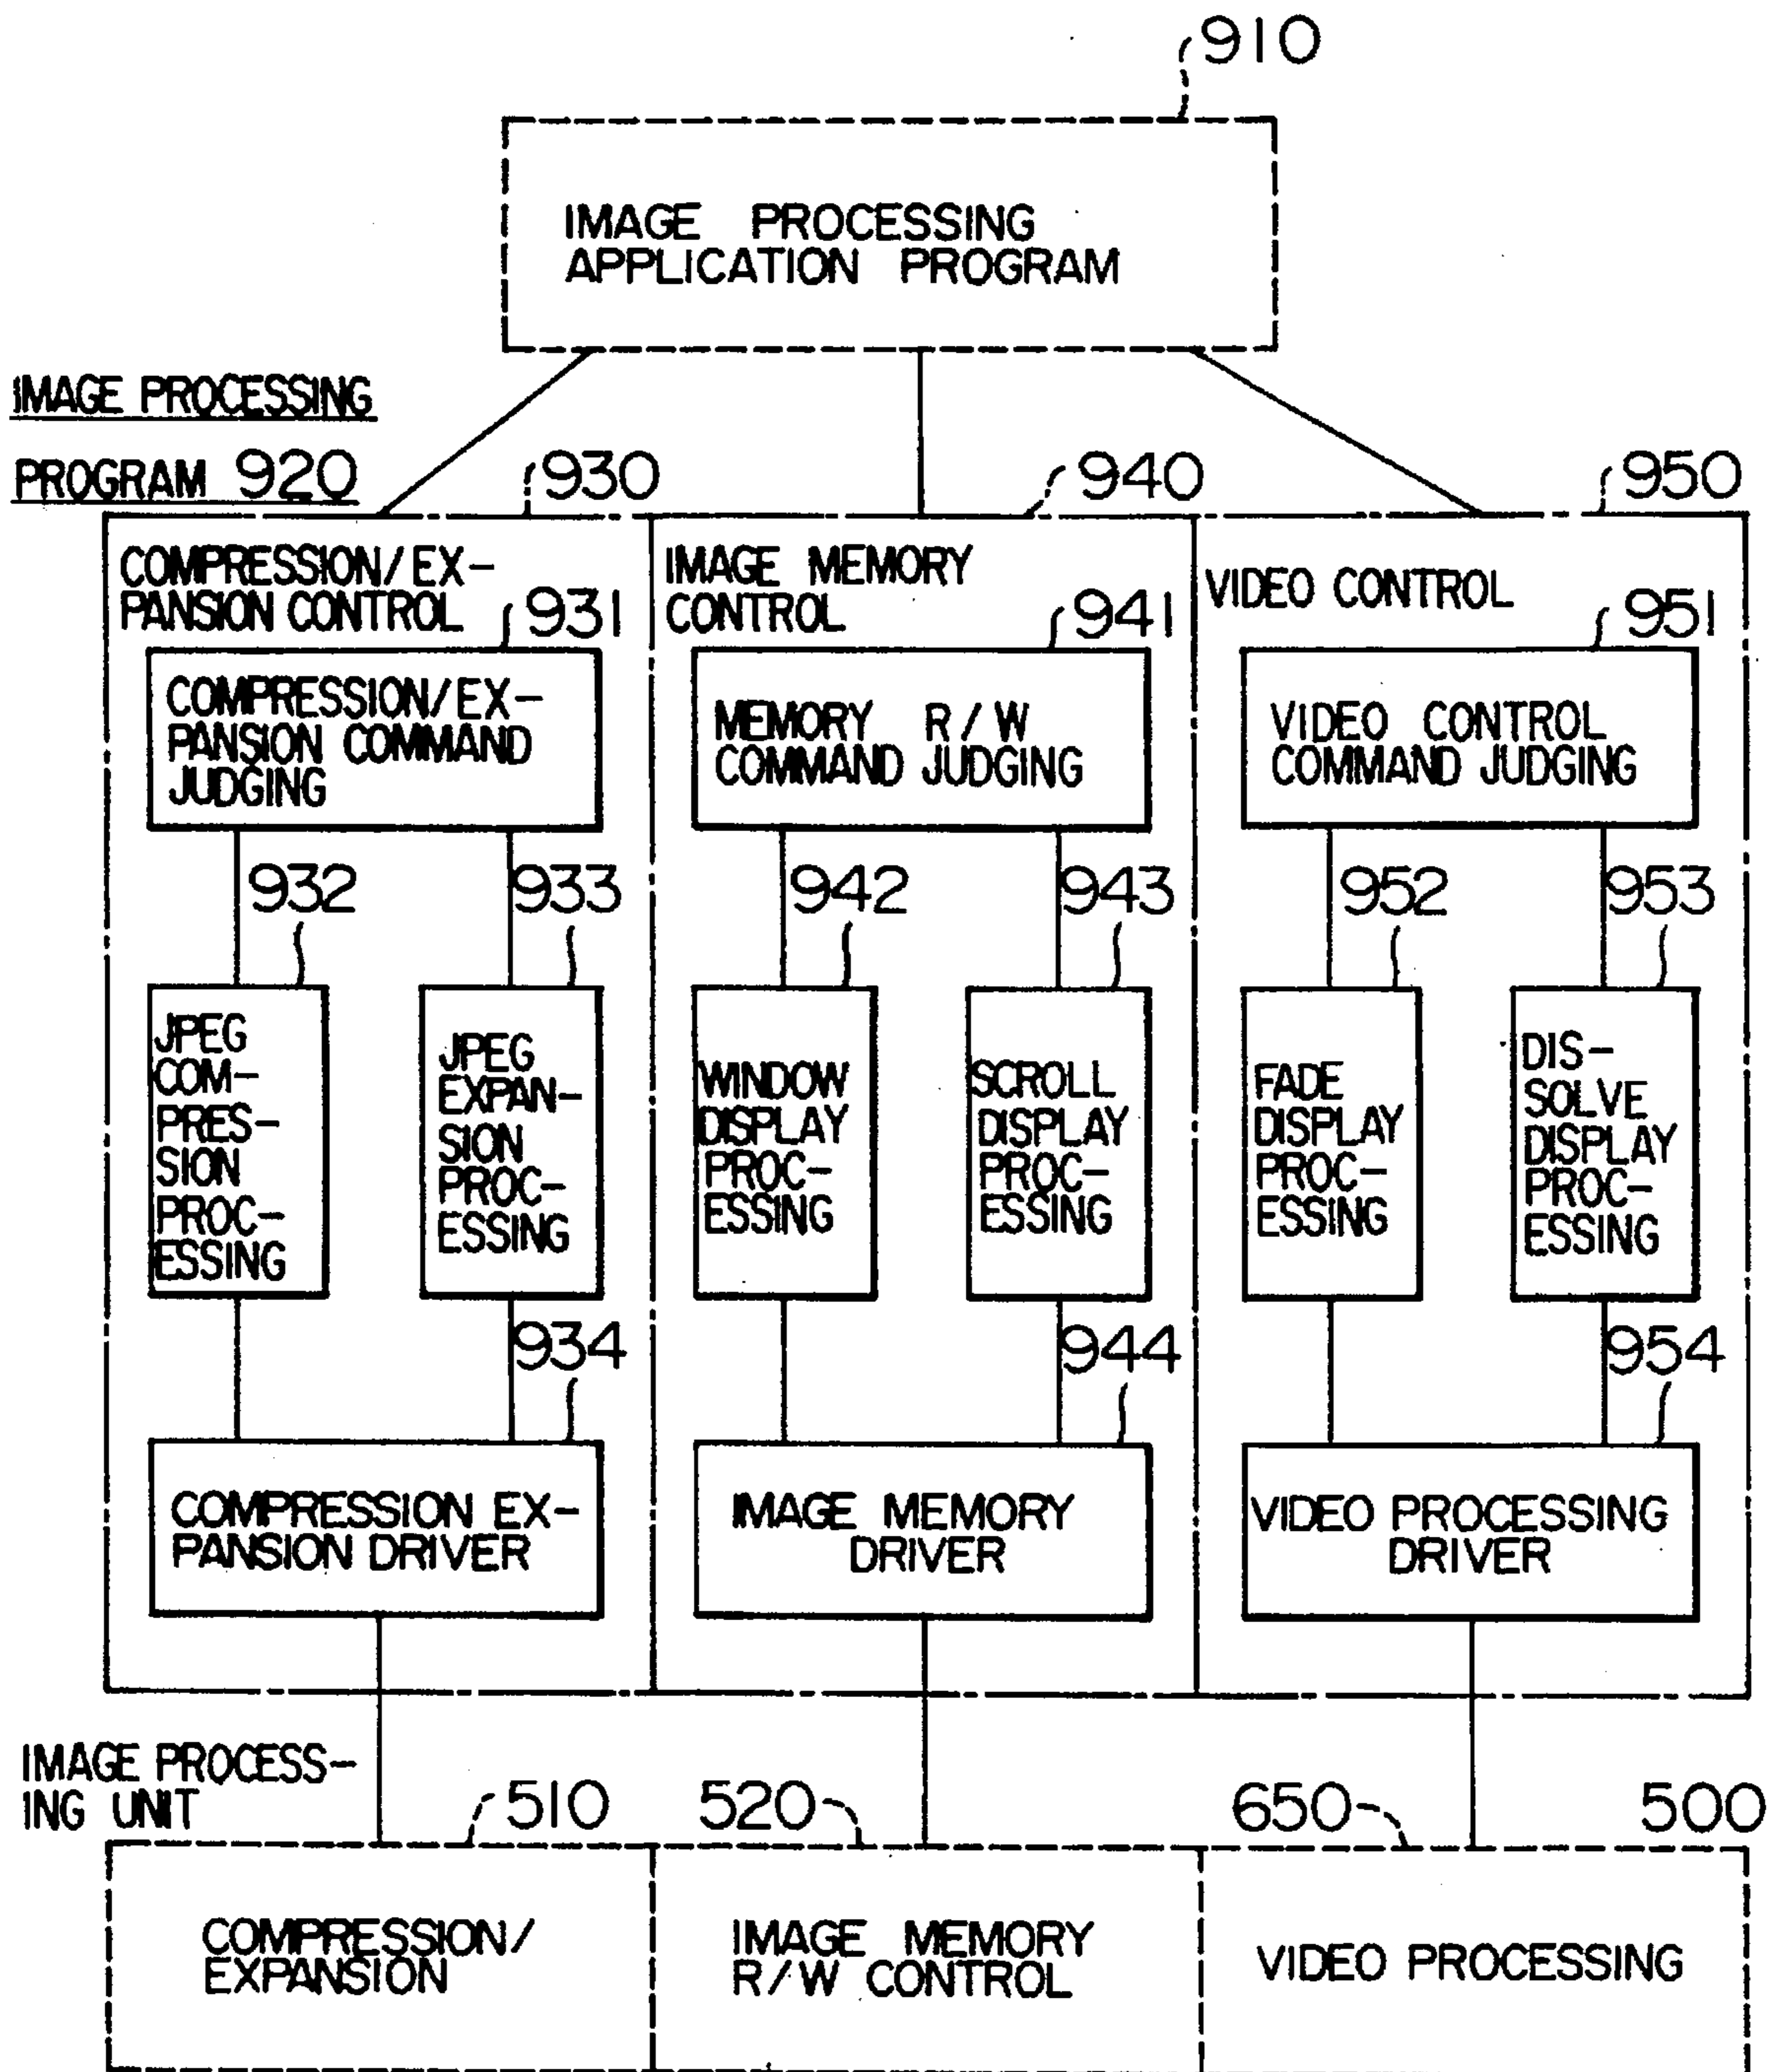 910
IMAGE PROCESSING
APPLICATION PROGRAM
IMAGE PROCESSING
PROGRAM 920
930
940
950
COMPRESSION/EX-
PANSION CONTROL
931
COMPRESSION/EX-
PANSION COMMAND
JUDGING
932
933
JPEG
COM-
PRES-
SION
PROC-
ESSING
JPEG
EXPAN-
SION
PROC-
ESSING
934
COMPRESSION EX-
PANSION DRIVER
IMAGE MEMORY
CONTROL
941
MEMORY R/W
COMMAND JUDGING
942
943
WINDOW
DISPLAY
PROC-
ESSING
SCROLL
DISPLAY
PROC-
ESSING
944
IMAGE MEMORY
DRIVER
VIDEO CONTROL
951
VIDEO CONTROL
COMMAND JUDGING
952
953
FADE
DISPLAY
PROC-
ESSING
DIS-
SOLVE
DISPLAY
PROC-
ESSING
954
VIDEO PROCESSING
DRIVER
IMAGE PROCESS-
ING UNIT
510
520
650
500
COMPRESSION/
EXPANSION
IMAGE MEMORY
R/W CONTROL
VIDEO PROCESSING